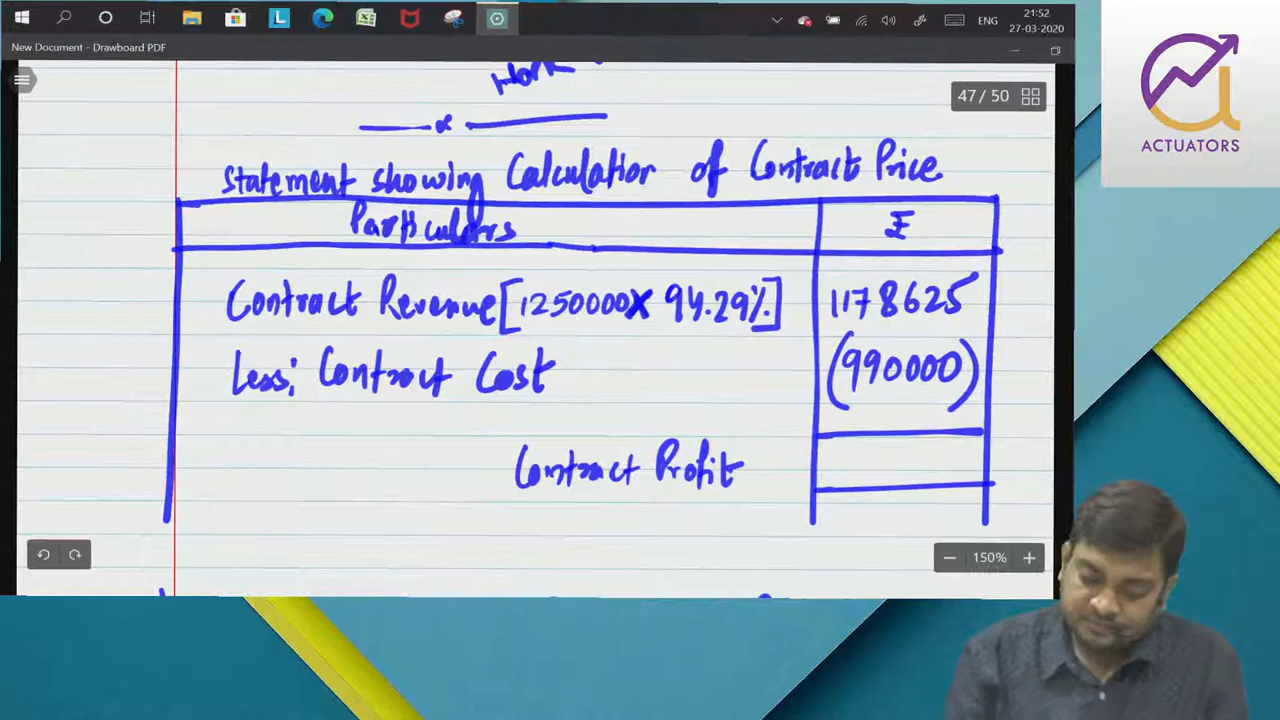 21:52
ENG
27-03-2020
New Document - Drawboard PDF
47 / 50
ACTUATORS
Work
Statement showing Calculation of Contract Price
Particulars ₹
Contract Revenue [1250000 × 94.29%] 1178625
Less: Contract Cost (990000)
Contract Profit
150%